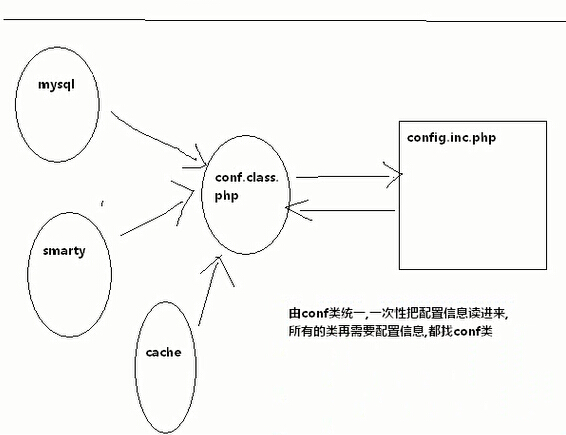 mysql
conf.class.
php
config.inc.php
smarty
cache
由conf类统一,一次性把配置信息读进来,
所有的类再需要配置信息,都找conf类